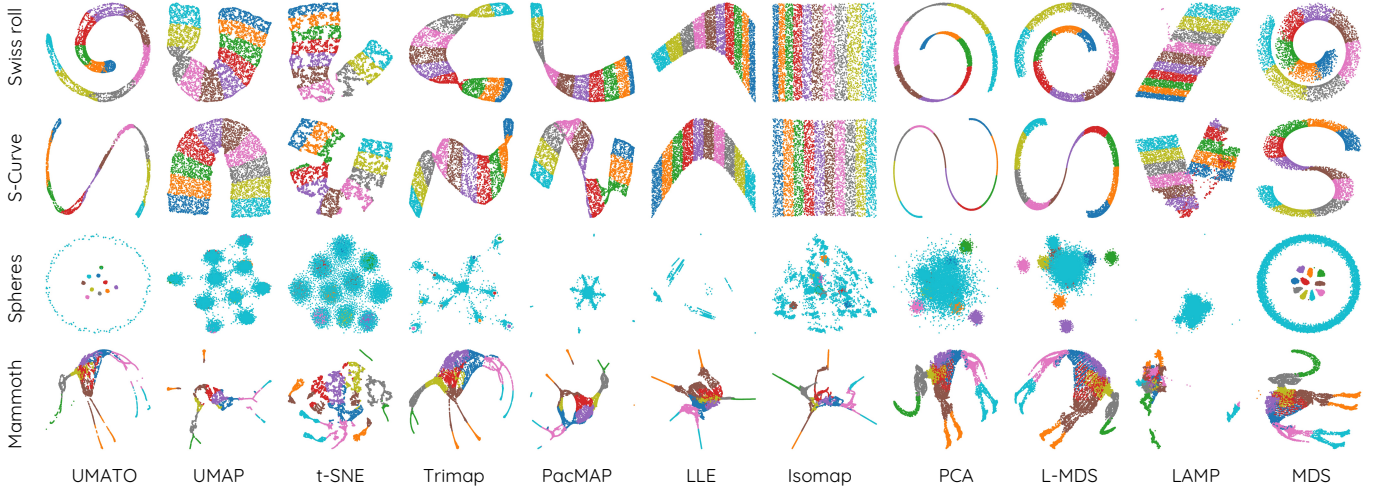 Swiss roll
S-Curve
Spheres
Mammoth
UMATO UMAP t-SNE Trimap PacMAP LLE Isomap PCA L-MDS LAMP MDS